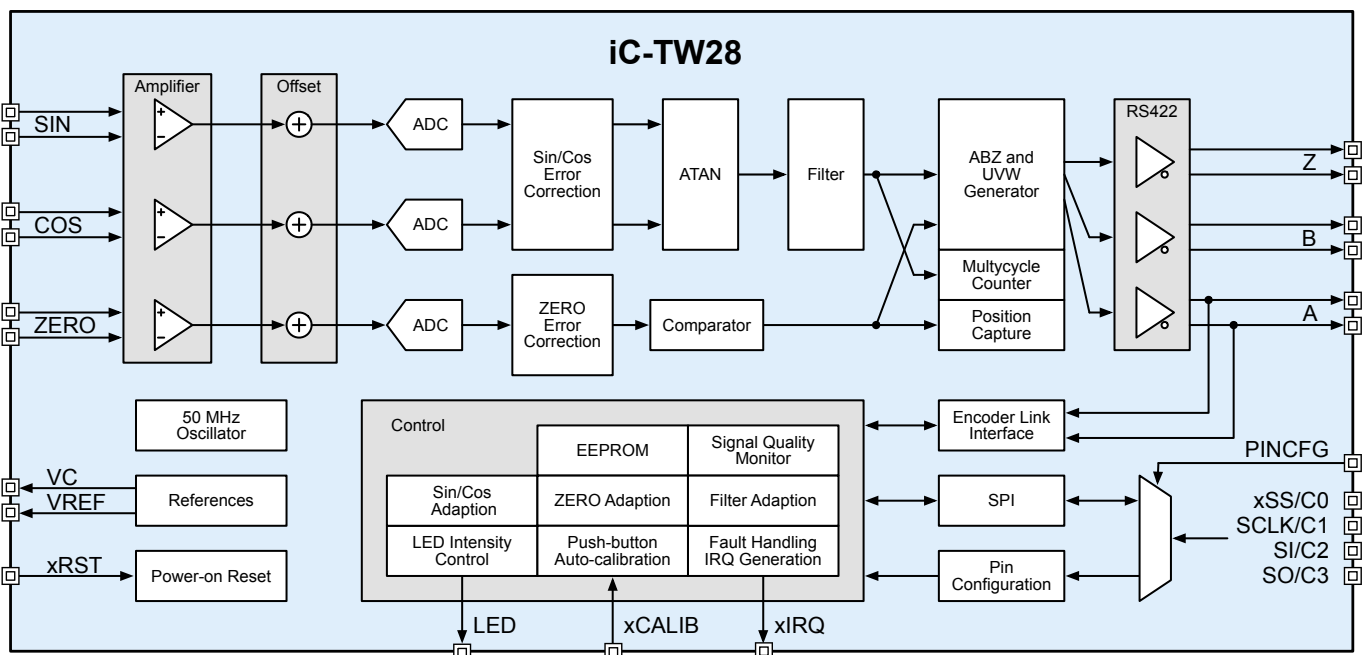 iC-TW28
Amplifier
Offset
RS422
SIN
COS
ZERO
+
−
+
−
+
−
+
+
+
ADC
ADC
ADC
Sin/Cos
Error
Correction
ZERO
Error
Correction
ATAN
Comparator
Filter
ABZ and
UVW
Generator
Multycycle
Counter
Position
Capture
Z
B
A
50 MHz
Oscillator
VC
VREF
References
xRST
Power-on Reset
Control
EEPROM
Signal Quality
Monitor
Sin/Cos
Adaption
ZERO Adaption
Filter Adaption
LED Intensity
Control
Push-button
Auto-calibration
Fault Handling
IRQ Generation
LED
xCALIB
xIRQ
Encoder Link
Interface
SPI
Pin
Configuration
PINCFG
xSS/C0
SCLK/C1
SI/C2
SO/C3